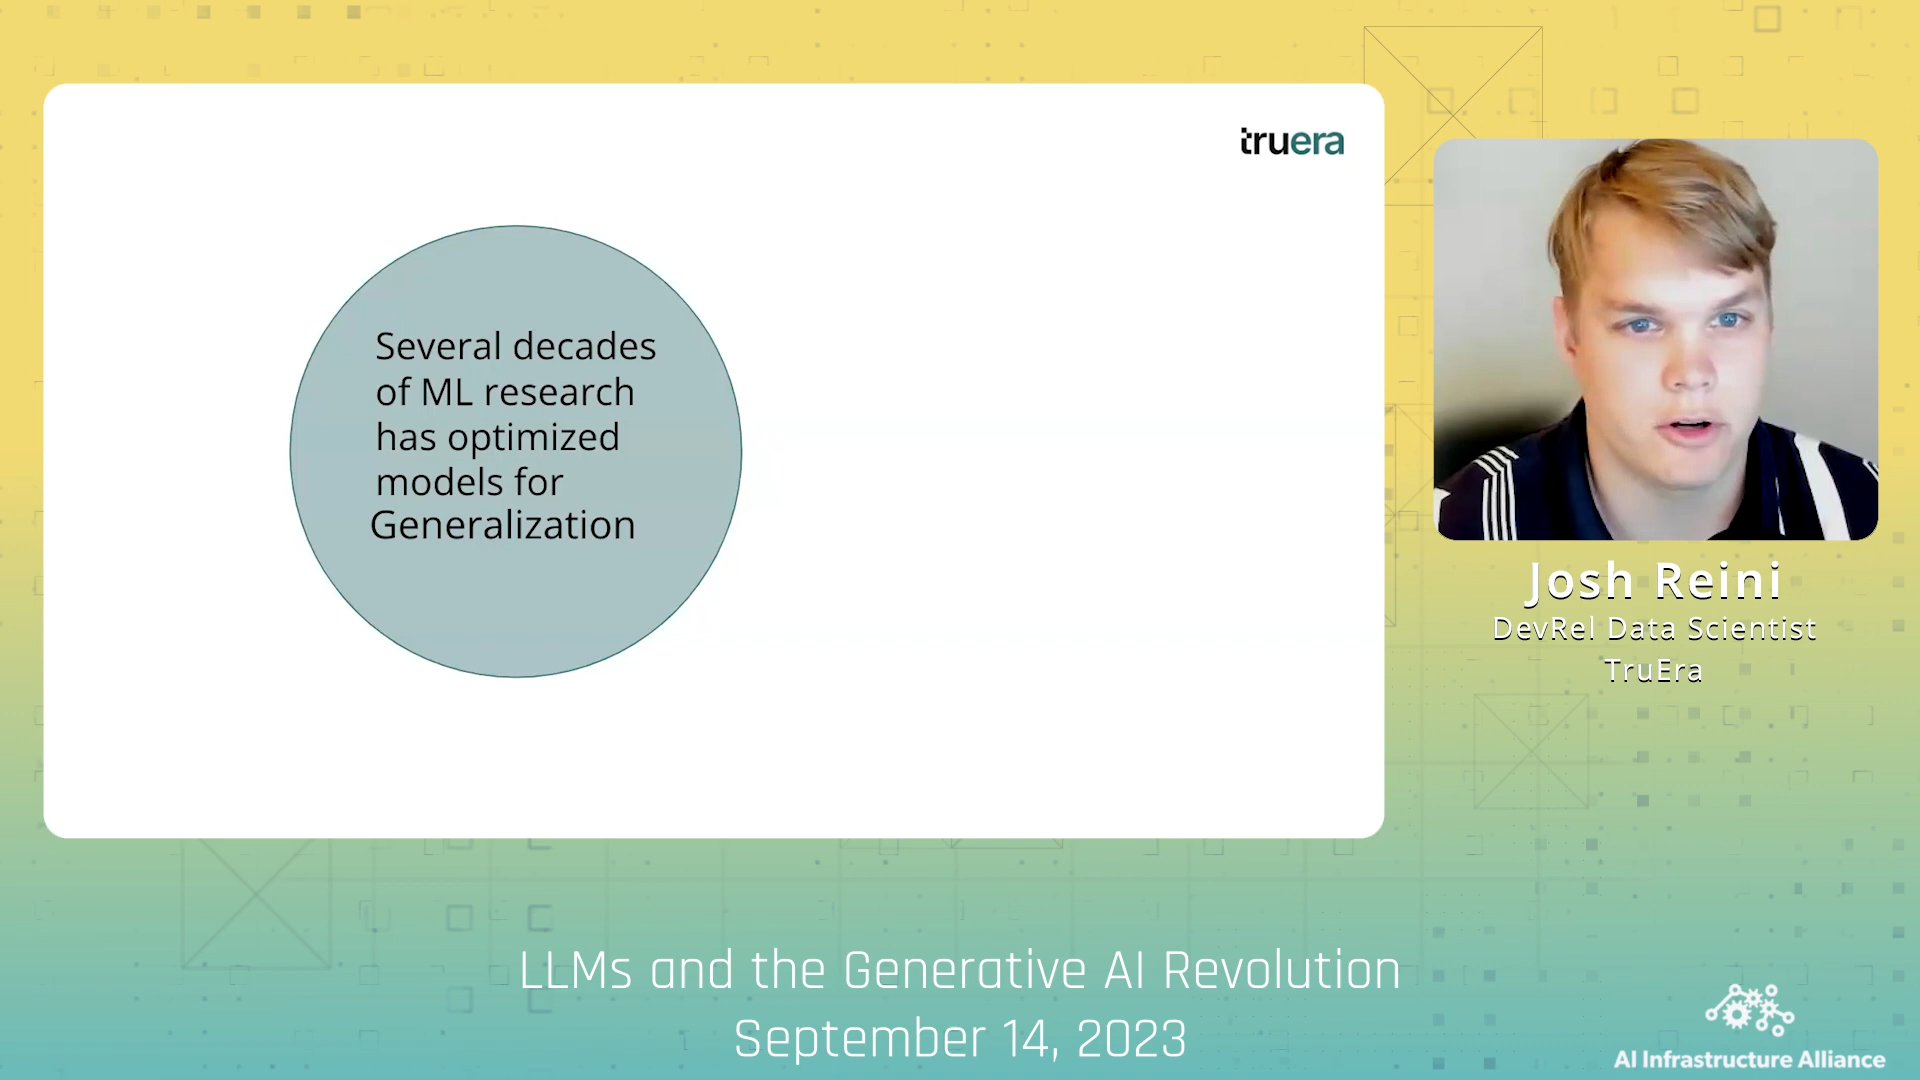 truera
Several decades
of ML research
has optimized
models for
Generalization
Josh Reini
DevRel Data Scientist
TruEra
LLMs and the Generative AI Revolution
September 14, 2023
AI Infrastructure Alliance